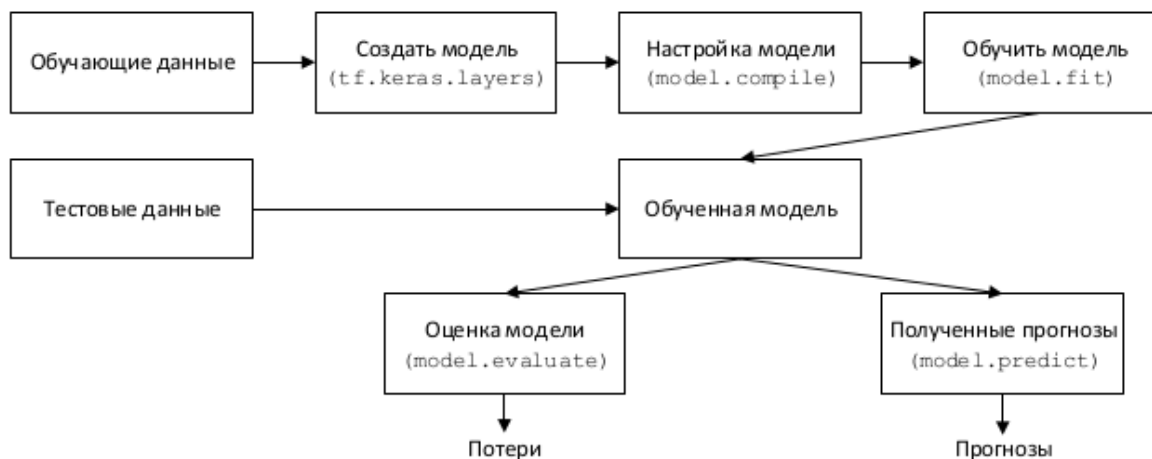 Обучающие данные
Создать модель
(tf.keras.layers)
Настройка модели
(model.compile)
Обучить модель
(model.fit)
Тестовые данные
Обученная модель
Оценка модели
(model.evaluate)
Полученные прогнозы
(model.predict)
Потери
Прогнозы